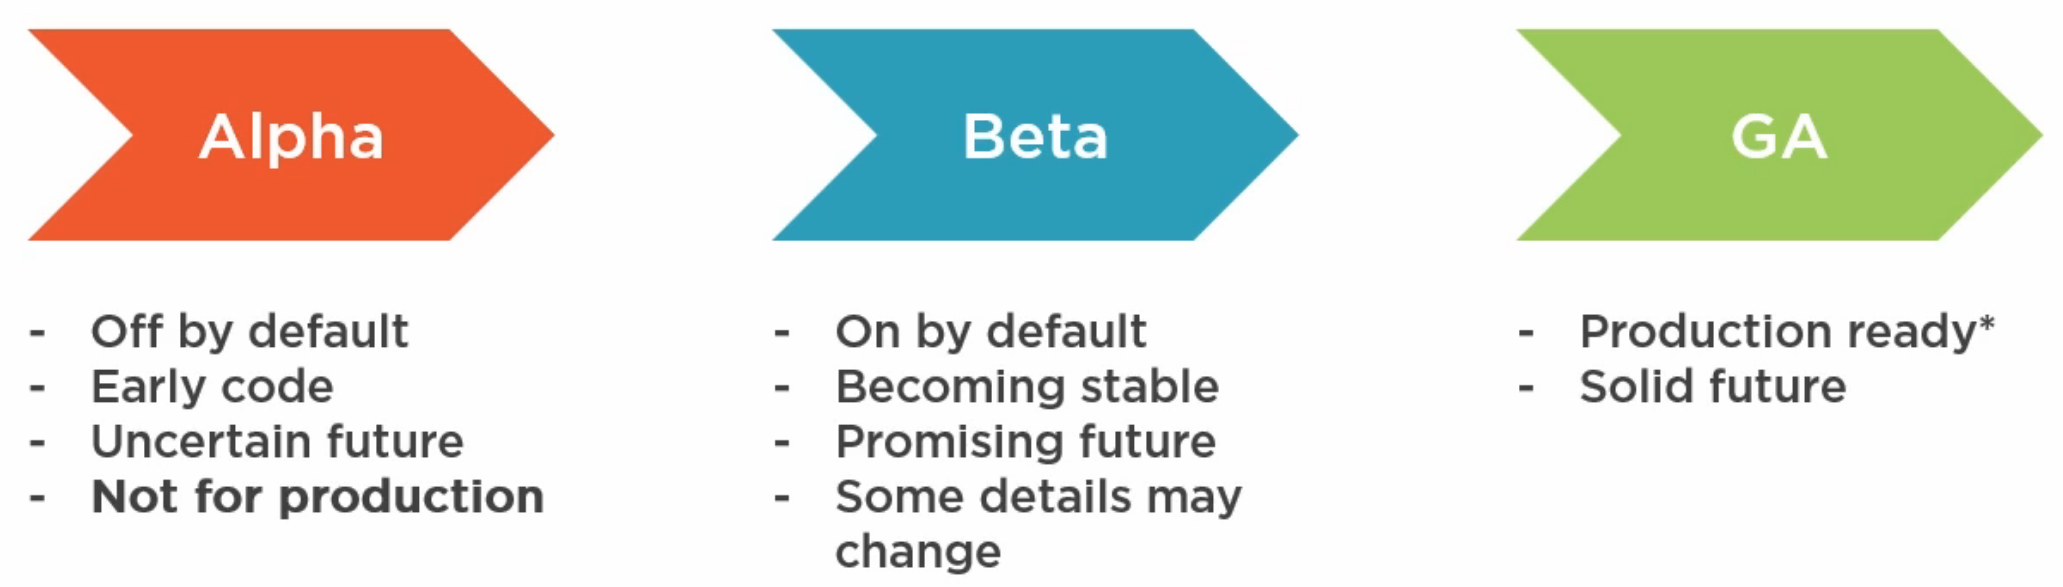 Alpha
- Off by default
- Early code
- Uncertain future
- Not for production
Beta
- On by default
- Becoming stable
- Promising future
- Some details may
change
GA
- Production ready*
- Solid future